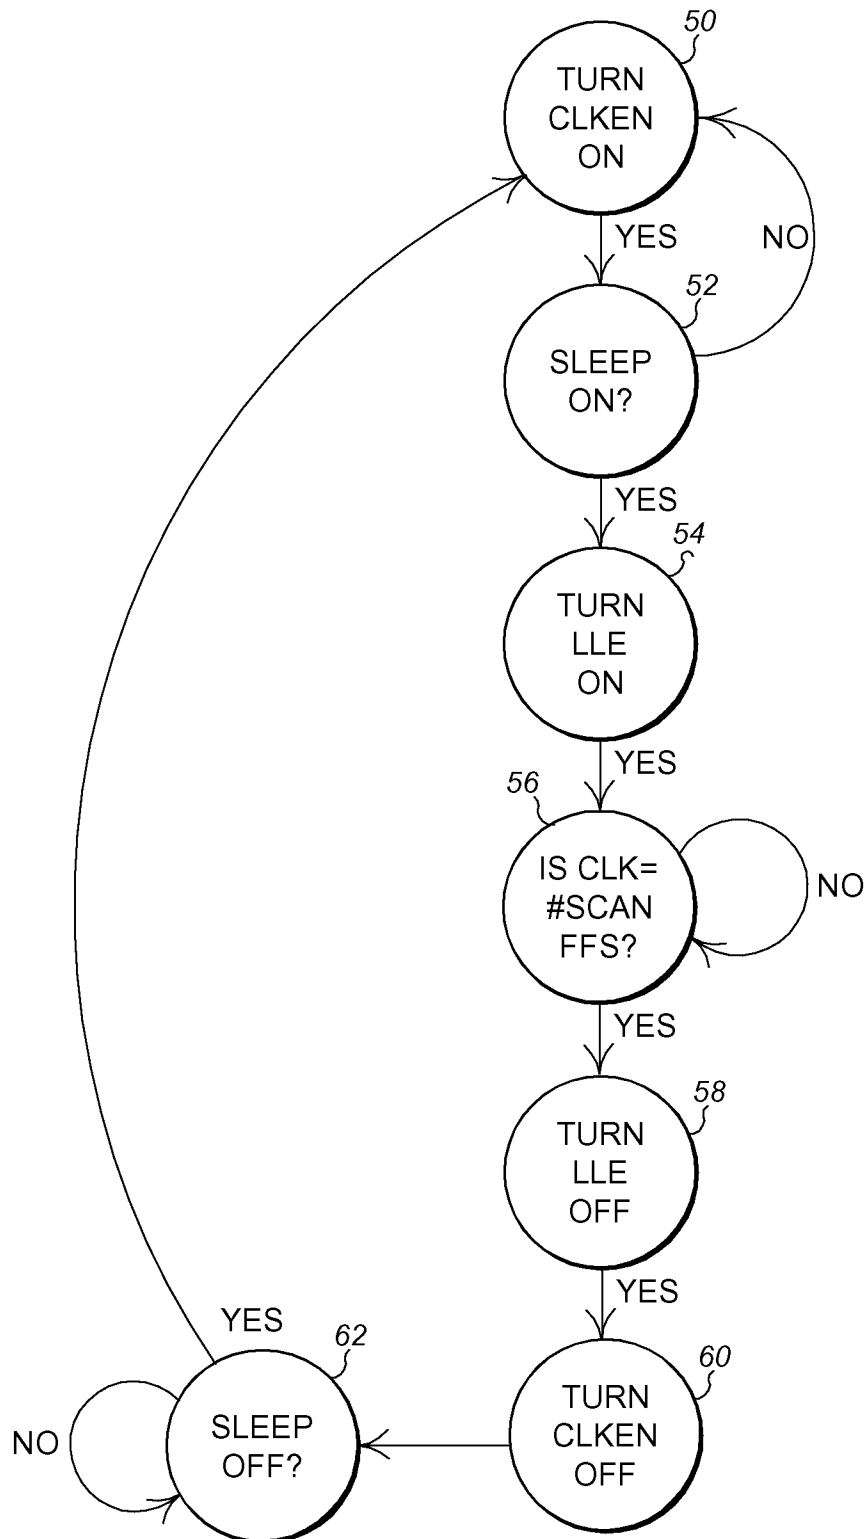 50
TURN
CLKEN
ON
YES
NO
52
SLEEP
ON?
YES
54
TURN
LLE
ON
YES
56
IS CLK=
#SCAN
FFS?
NO
YES
58
TURN
LLE
OFF
YES
60
TURN
CLKEN
OFF
YES
62
SLEEP
OFF?
NO